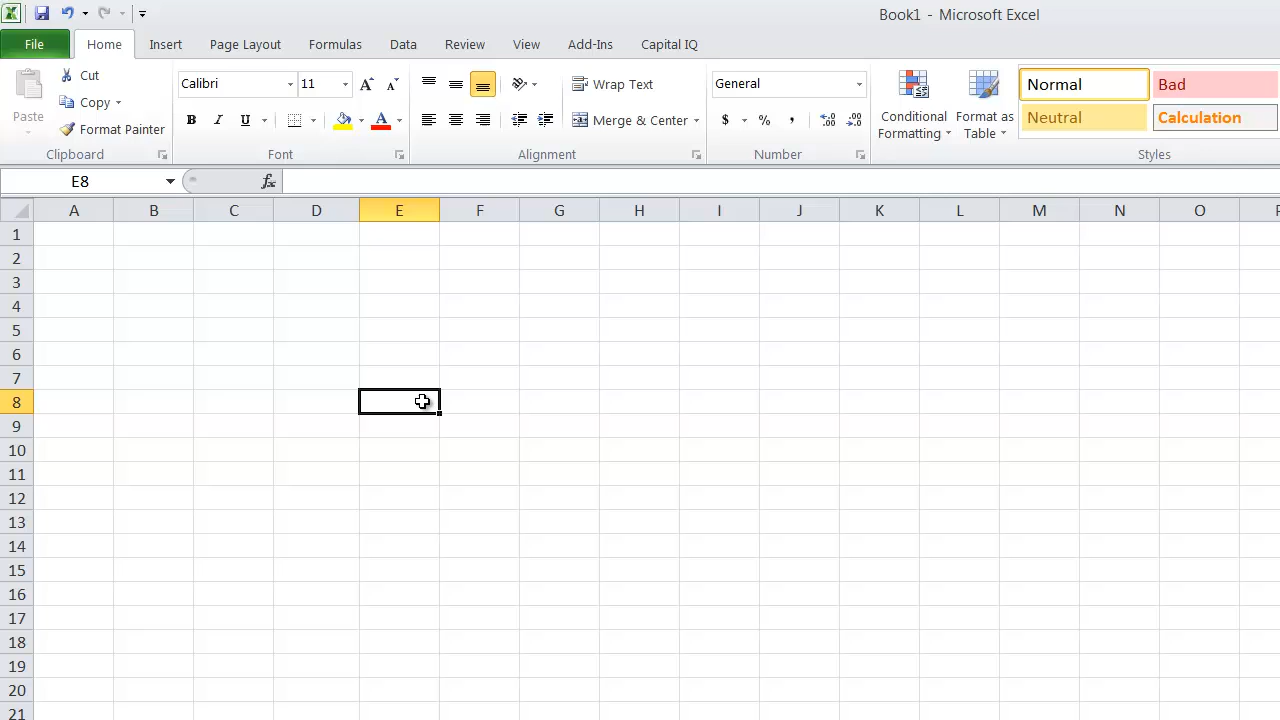 Book1 - Microsoft Excel
File Home Insert Page Layout Formulas Data Review View Add-Ins Capital IQ
Paste
Cut
Copy
Format Painter
Clipboard
Calibri 11
B I U A
Font
Wrap Text
Merge & Center
Alignment
General
$ % , .00 .00
Number
Conditional Formatting
Format as Table
Normal Bad
Neutral Calculation
Styles
E8 fx
A B C D E F G H I J K L M N O
1
2
3
4
5
6
7
8
9
10
11
12
13
14
15
16
17
18
19
20
21